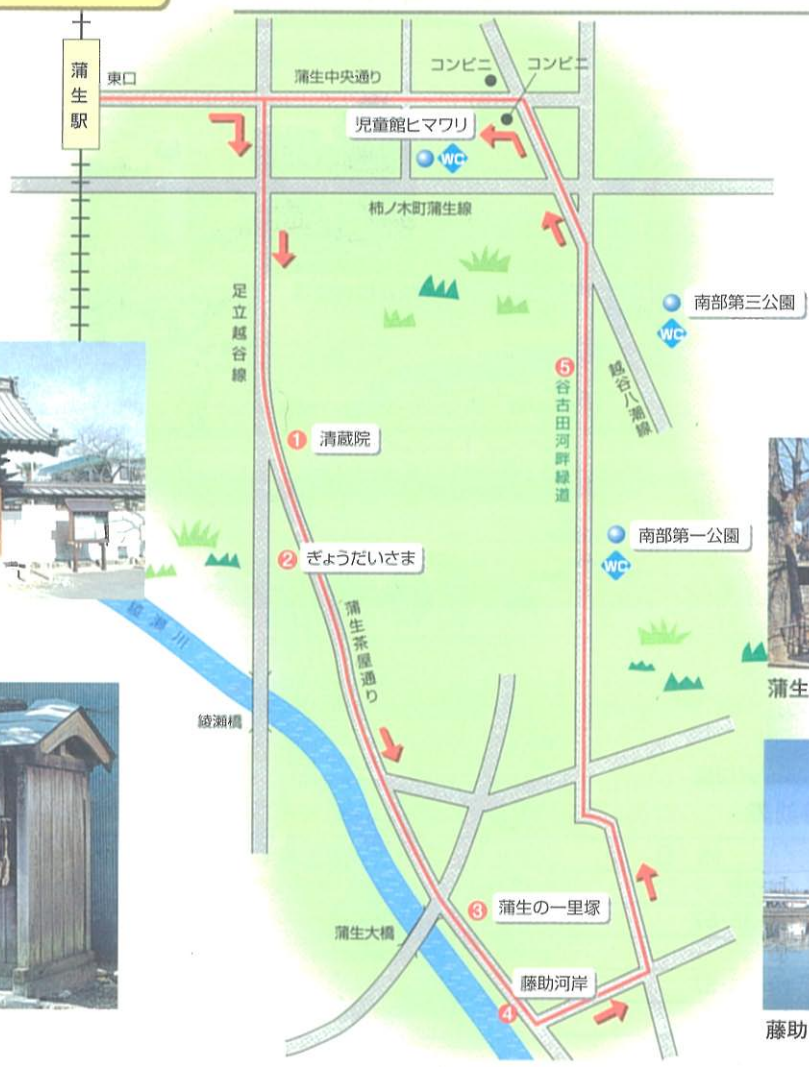 蒲生駅
東口
蒲生中央通り
コンビニ
コンビニ
児童館ヒマワリ
WC
柿ノ木町蒲生線
足立越谷線
南部第三公園
WC
越谷八潮線
5 谷古田河畔緑道
1 清蔵院
南部第一公園
WC
2 ぎょうだいさま
綾瀬川
蒲生茶屋通り
蒲生
綾瀬橋
3 蒲生の一里塚
蒲生大橋
藤助河岸
4
藤助